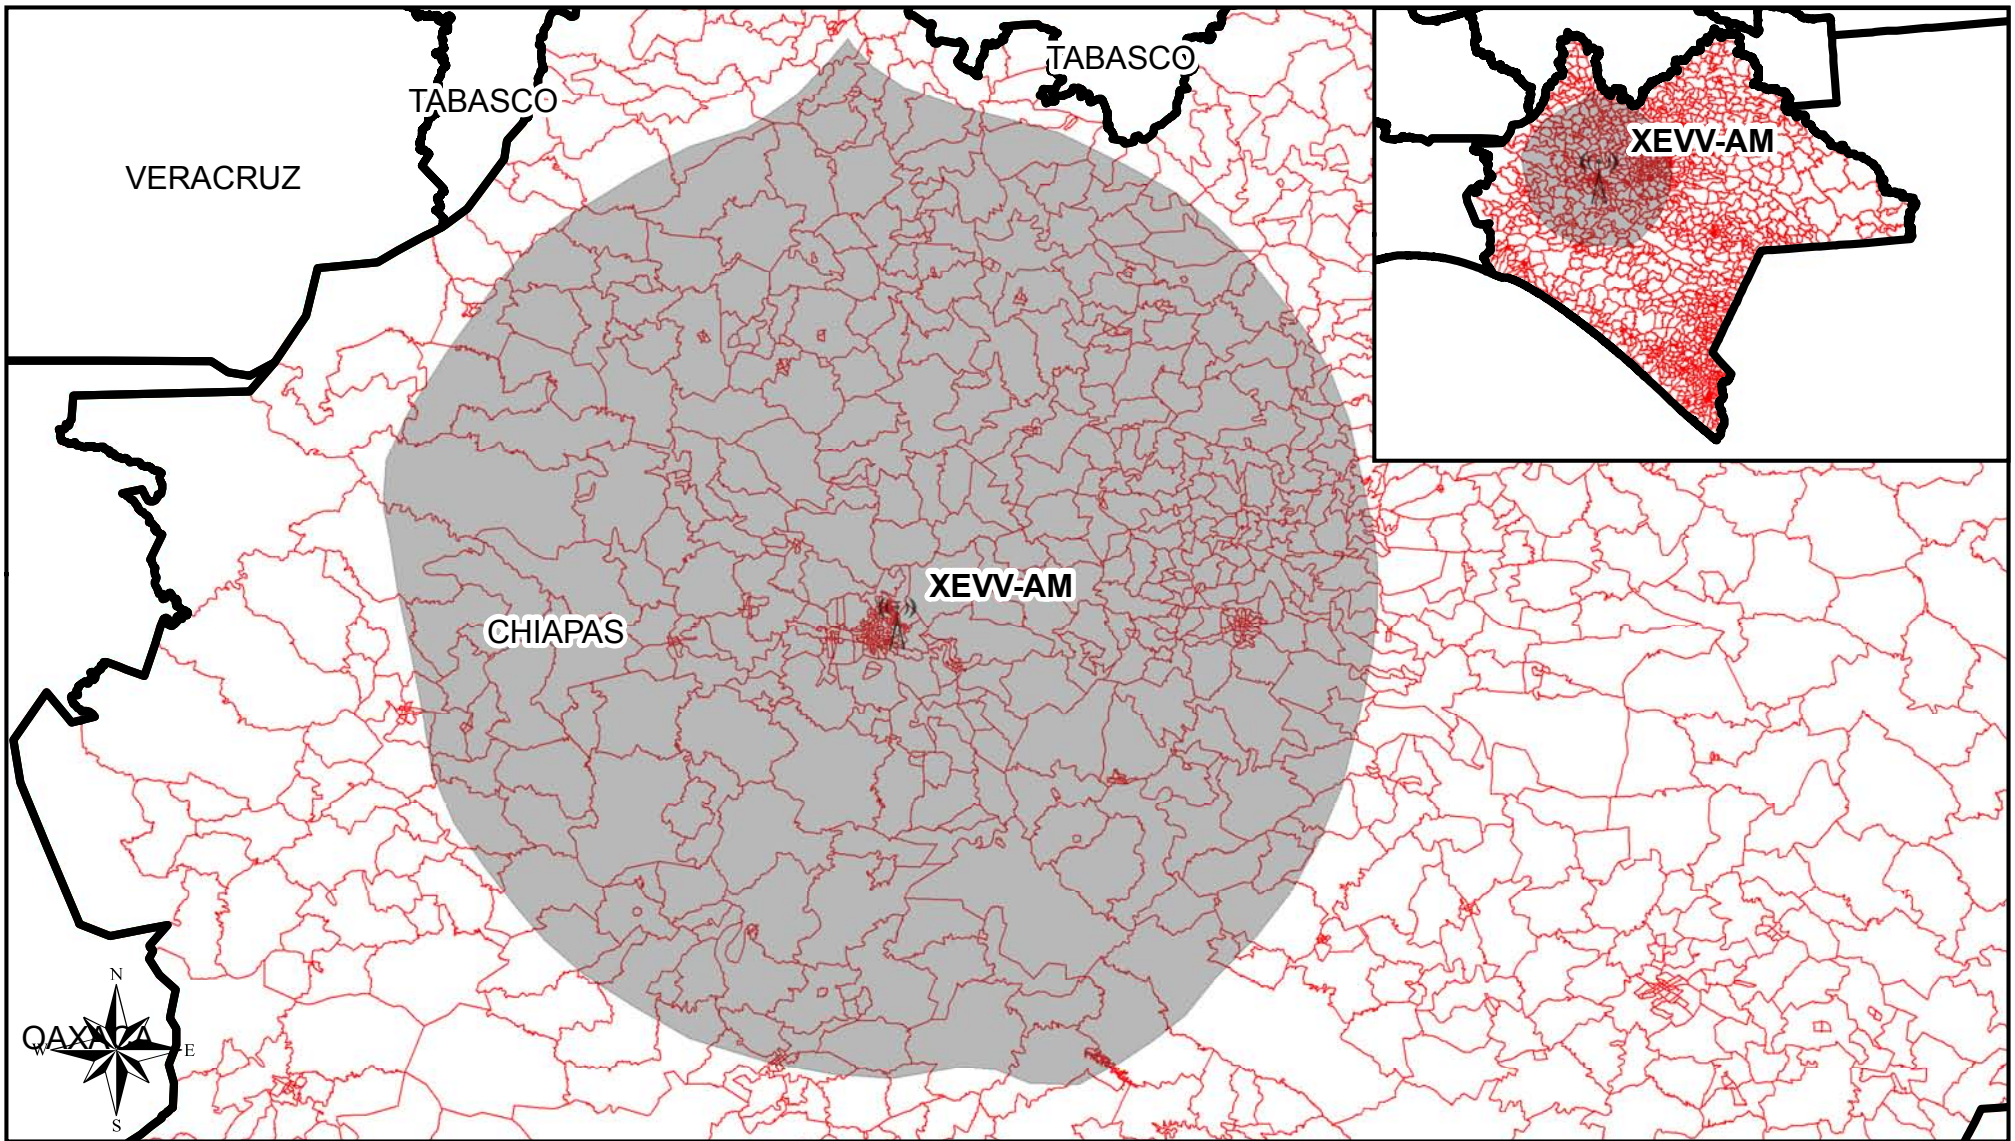 TABASCO
TABASCO
VERACRUZ
XEVV-AM
XEVV-AM
CHIAPAS
N
OAXACA
W
E
S